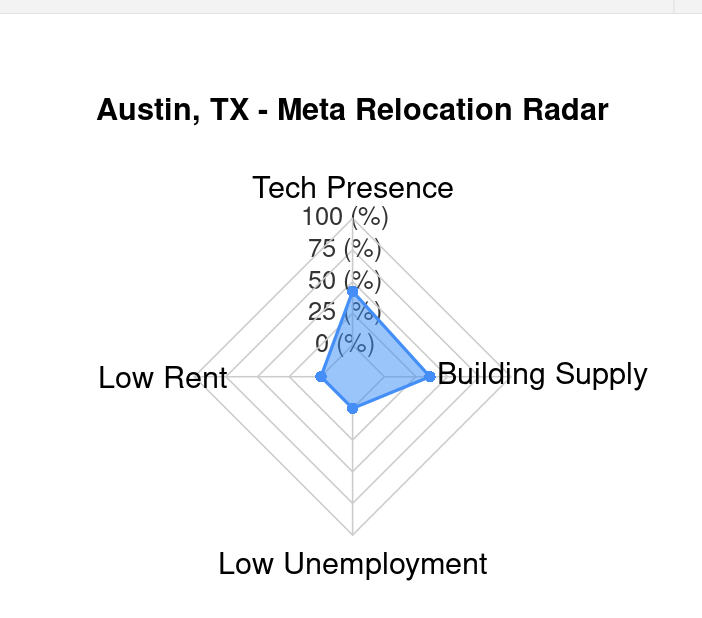 Austin, TX - Meta Relocation Radar
Tech Presence
100 (%)
75 (%)
50 (%)
25 (%)
0 (%)
Low Rent
Building Supply
Low Unemployment